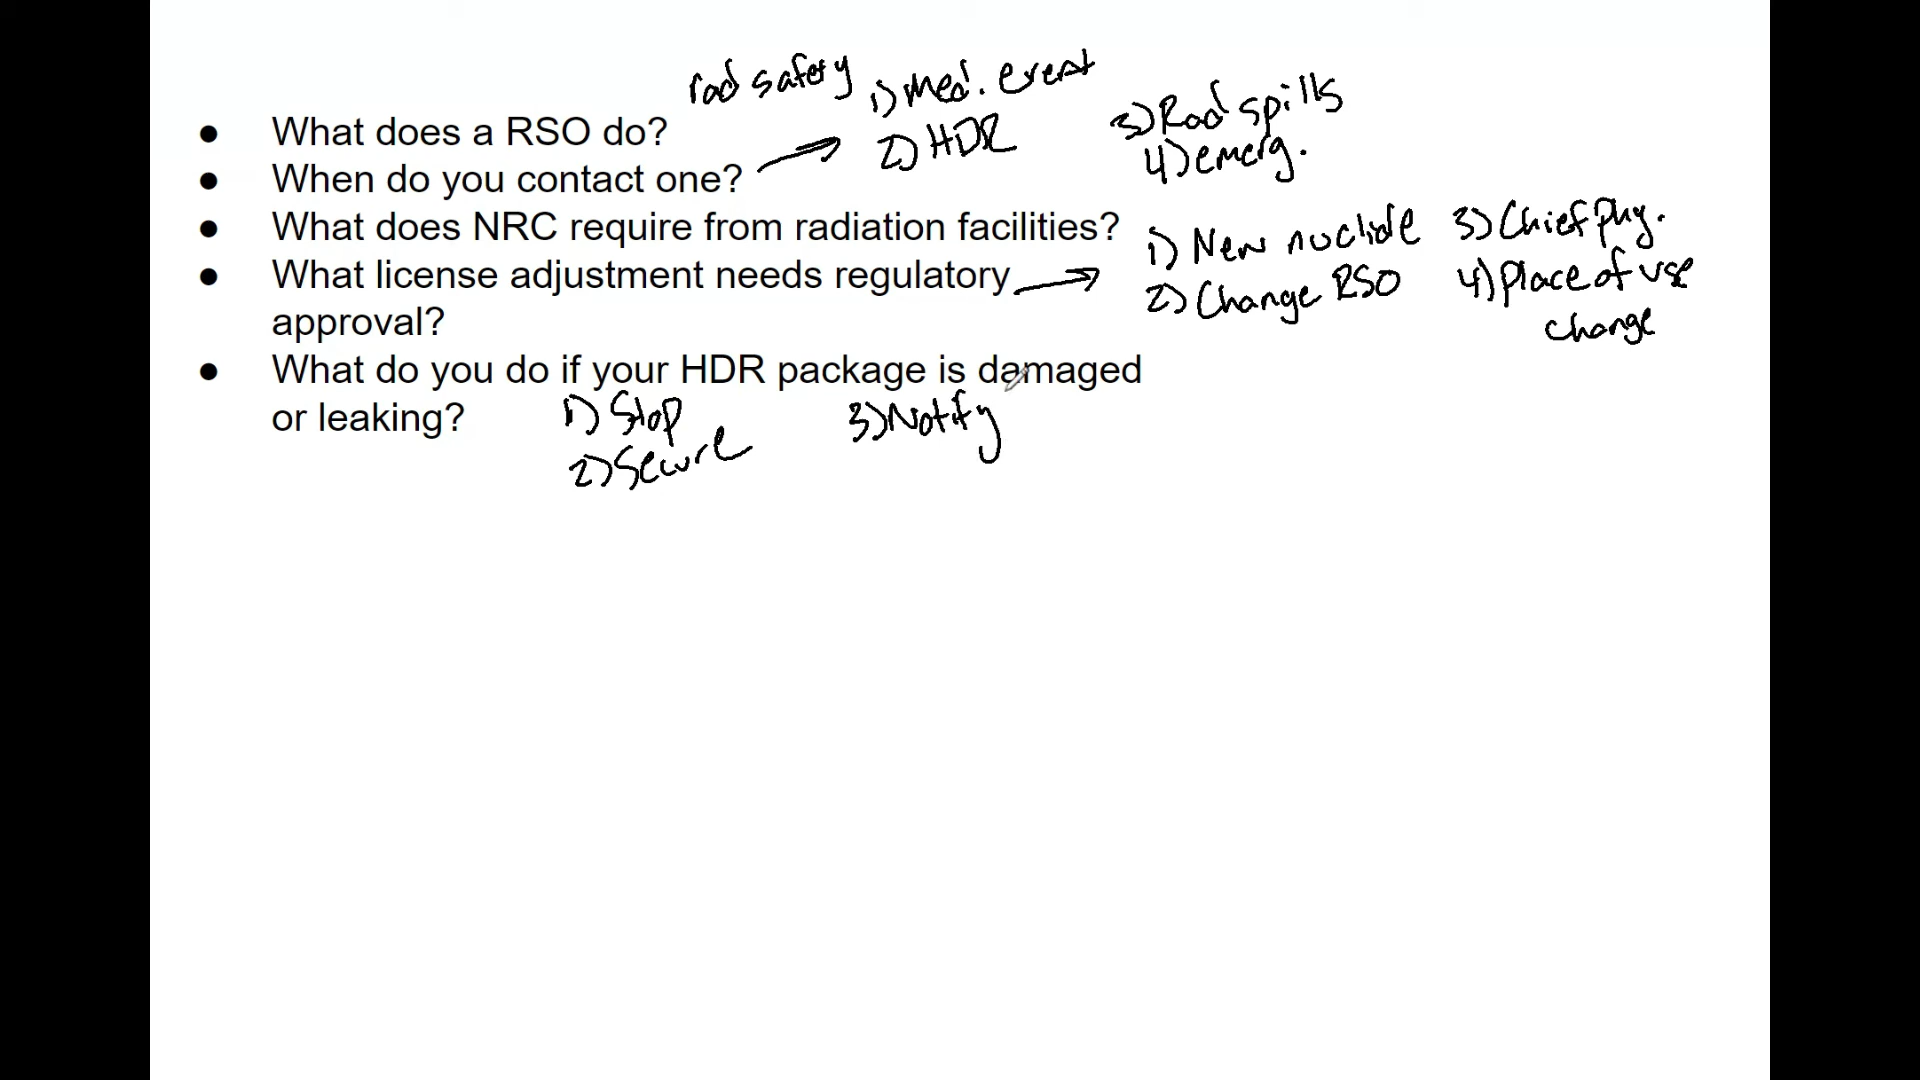 rad safety
● What does a RSO do?
1) Med. event
2) HDR
3) Rad spills
4) emerg.
● When do you contact one?
● What does NRC require from radiation facilities?
● What license adjustment needs regulatory
approval?
1) New nuclide
2) Change RSO
3) Chief Phy.
4) Place of use
change
● What do you do if your HDR package is damaged
or leaking?
1) Stop
2) Secure
3) Notify